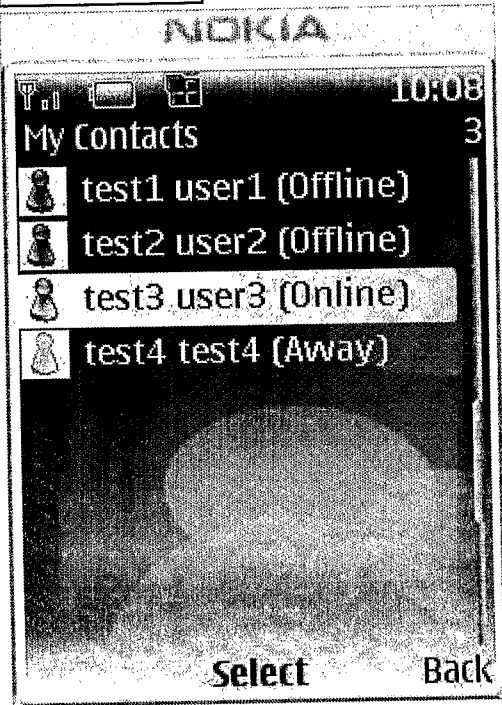 NOKIA
10:08
My Contacts 3
test1 user1 (Offline)
test2 user2 (Offline)
test3 user3 (Online)
test4 test4 (Away)
Select Back